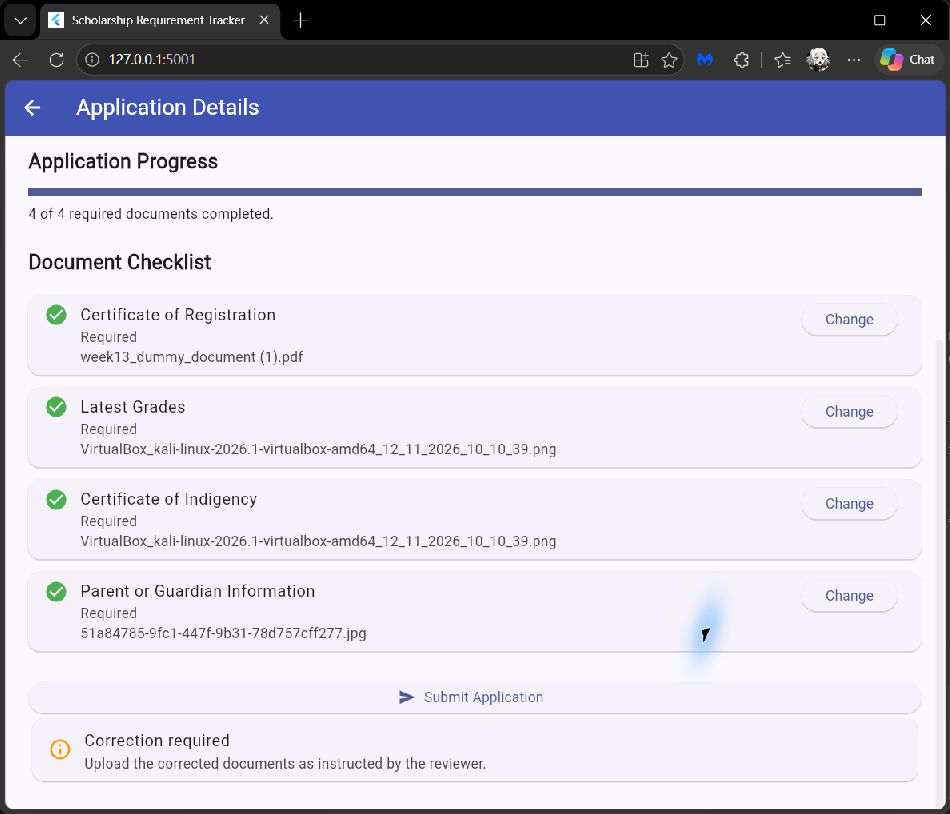 Scholarship Requirement Tracker
127.0.0.1:5001
Chat
Application Details
Application Progress
4 of 4 required documents completed.
Document Checklist
Certificate of Registration
Required
week13_dummy_document (1).pdf
Change
Latest Grades
Required
VirtualBox_kali-linux-2026.1-virtualbox-amd64_12_11_2026_10_10_39.png
Change
Certificate of Indigency
Required
VirtualBox_kali-linux-2026.1-virtualbox-amd64_12_11_2026_10_10_39.png
Change
Parent or Guardian Information
Required
51a84785-9fc1-447f-9b31-78d757cff277.jpg
Change
Submit Application
Correction required
Upload the corrected documents as instructed by the reviewer.